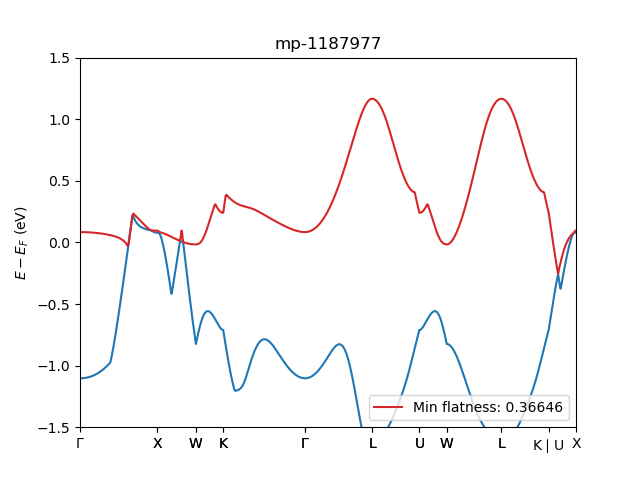 mp-1187977
E − E_F (eV)
1.5
1.0
0.5
0.0
−0.5
−1.0
−1.5
Min flatness: 0.36646
Γ X W K Γ L U W L K | U X